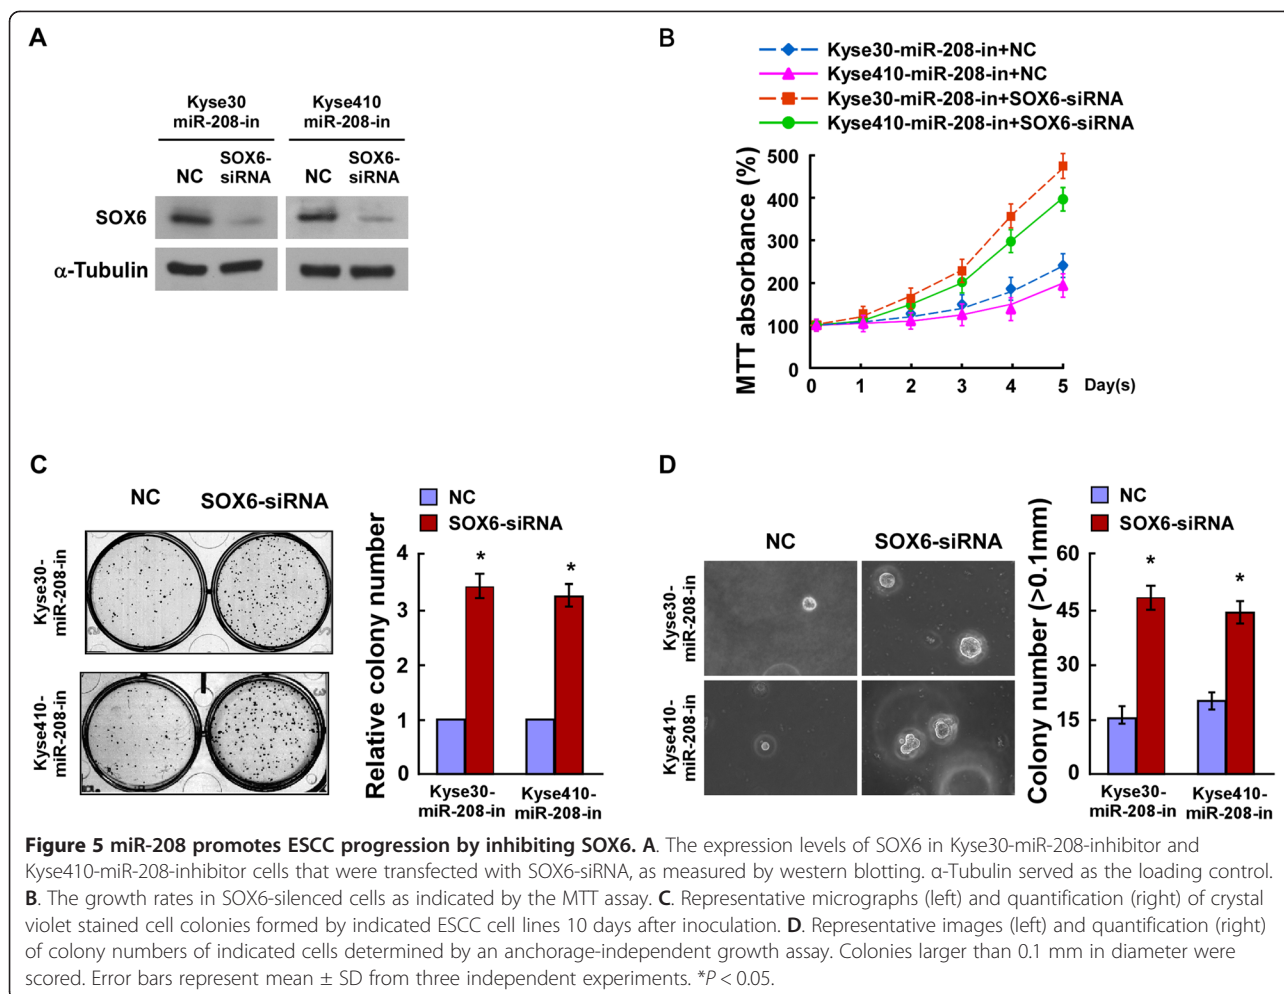 A
Kyse30
miR-208-in
Kyse410
miR-208-in
NC
SOX6-
siRNA
NC
SOX6-
siRNA
SOX6
α-Tubulin
B
Kyse30-miR-208-in+NC
Kyse410-miR-208-in+NC
Kyse30-miR-208-in+SOX6-siRNA
Kyse410-miR-208-in+SOX6-siRNA
MTT absorbance (%)
500
400
300
200
100
0
0 1 2 3 4 5 Day(s)
C
NC SOX6-siRNA
Kyse30-
miR-208-in
Kyse410-
miR-208-in
NC
SOX6-siRNA
Relative colony number
4
3
2
1
0
* *
Kyse30-
miR-208-in
Kyse410-
miR-208-in
D
NC SOX6-siRNA
Kyse30-
miR-208-in
Kyse410-
miR-208-in
NC
SOX6-siRNA
Colony number (>0.1mm)
60
45
30
15
0
* *
Kyse30-
miR-208-in
Kyse410-
miR-208-in
Figure 5 miR-208 promotes ESCC progression by inhibiting SOX6. A. The expression levels of SOX6 in Kyse30-miR-208-inhibitor and
Kyse410-miR-208-inhibitor cells that were transfected with SOX6-siRNA, as measured by western blotting. α-Tubulin served as the loading control.
B. The growth rates in SOX6-silenced cells as indicated by the MTT assay. C. Representative micrographs (left) and quantification (right) of crystal
violet stained cell colonies formed by indicated ESCC cell lines 10 days after inoculation. D. Representative images (left) and quantification (right)
of colony numbers of indicated cells determined by an anchorage-independent growth assay. Colonies larger than 0.1 mm in diameter were
scored. Error bars represent mean ± SD from three independent experiments. *P < 0.05.